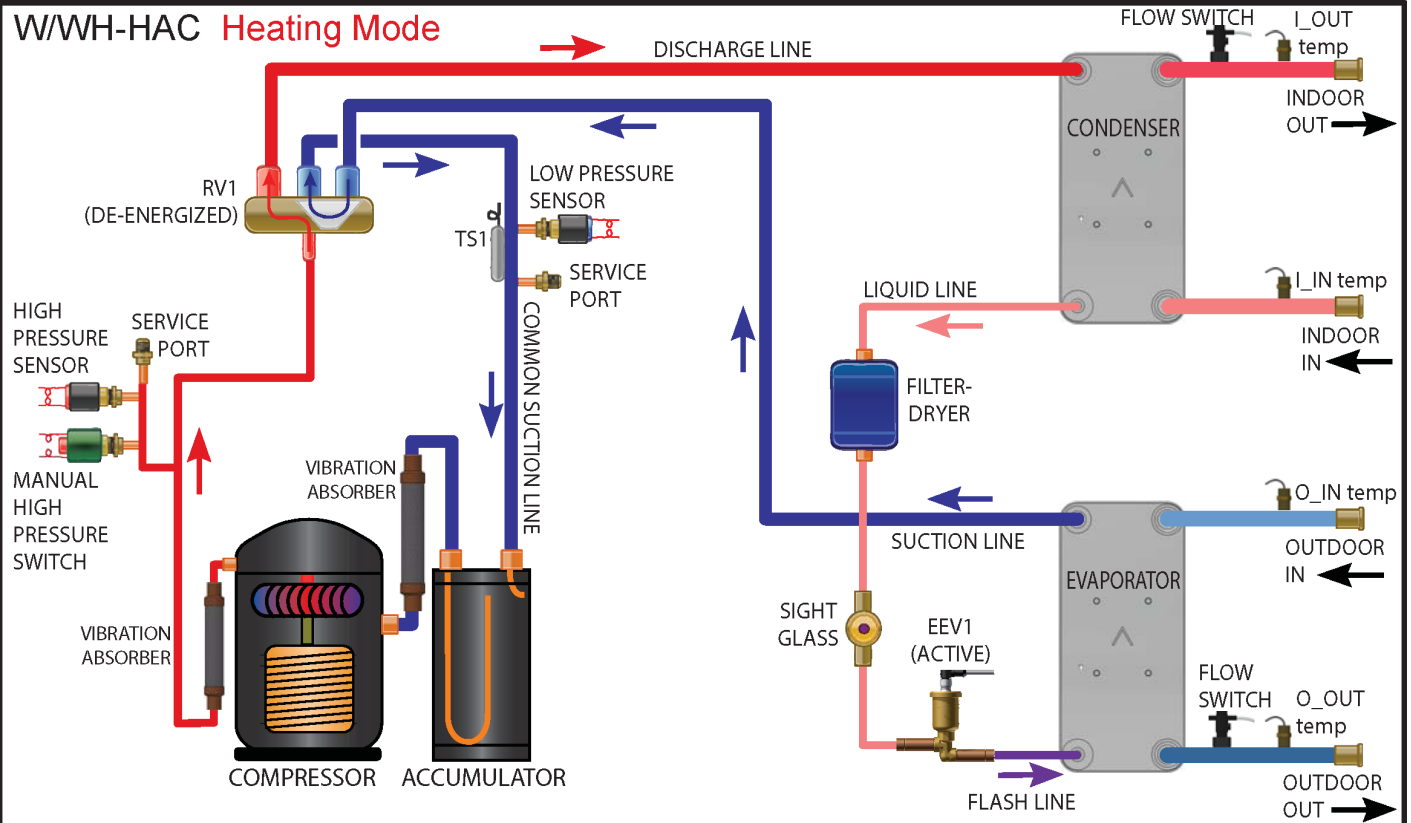 W/WH-HAC Heating Mode
DISCHARGE LINE
FLOW SWITCH
I_OUT
temp
INDOOR
OUT
CONDENSER
RV1
(DE-ENERGIZED)
LOW PRESSURE
SENSOR
TS1
SERVICE
PORT
LIQUID LINE
I_IN temp
INDOOR
IN
HIGH
PRESSURE
SENSOR
SERVICE
PORT
COMMON SUCTION LINE
FILTER-
DRYER
MANUAL
HIGH
PRESSURE
SWITCH
VIBRATION
ABSORBER
O_IN temp
SUCTION LINE
OUTDOOR
IN
EVAPORATOR
SIGHT
GLASS
EEV1
(ACTIVE)
VIBRATION
ABSORBER
FLOW
SWITCH
O_OUT
temp
COMPRESSOR
ACCUMULATOR
FLASH LINE
OUTDOOR
OUT